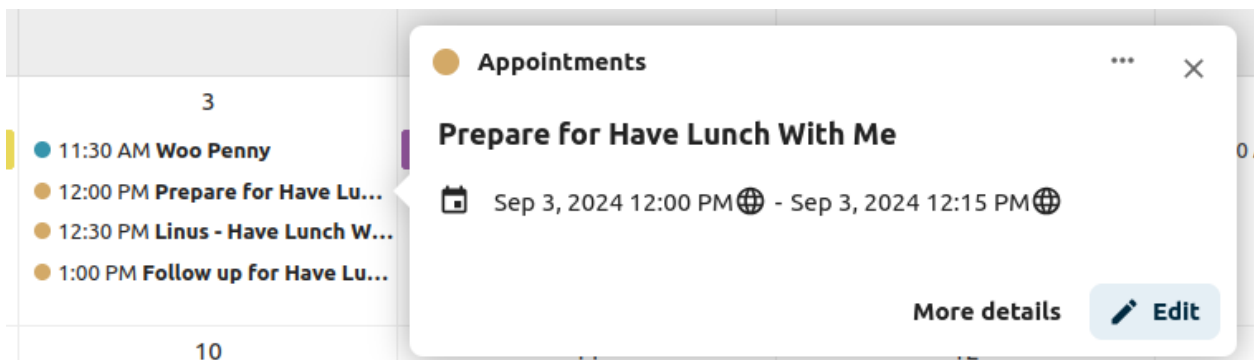 3
11:30 AM Woo Penny
12:00 PM Prepare for Have Lu...
12:30 PM Linus - Have Lunch W...
1:00 PM Follow up for Have Lu...
10
Appointments
Prepare for Have Lunch With Me
Sep 3, 2024 12:00 PM - Sep 3, 2024 12:15 PM
More details
Edit